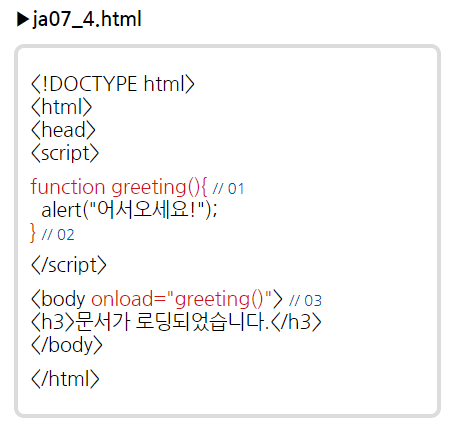 ▶ja07_4.html
<!DOCTYPE html>
<html>
<head>
<script>
function greeting(){ // 01
alert("어서오세요!");
} // 02
</script>
<body onload="greeting()"> // 03
<h3>문서가 로딩되었습니다.</h3>
</body>
</html>